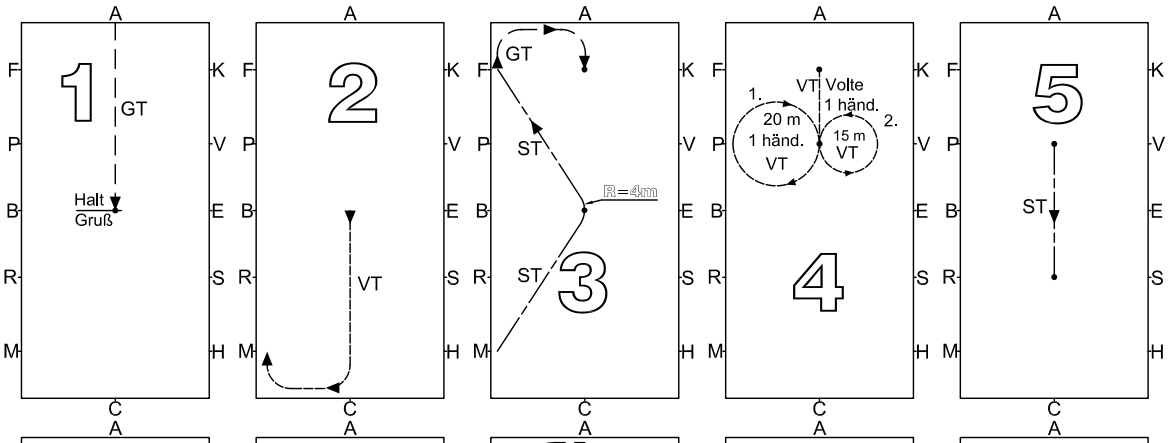 A A A A A
F K F K F K F K F K
1 2 3 4 5
GT
GT
VT Volte
1 händ.
1.
20 m
1 händ.
VT
15 m
VT
2.
P V P V P V P V P V
ST
Halt
Gruß
R=4m
B E B E B E B E B E
ST
R S R S R S R S R S
VT
ST
M H M H M H M H M H
C C C C C
A A A A A